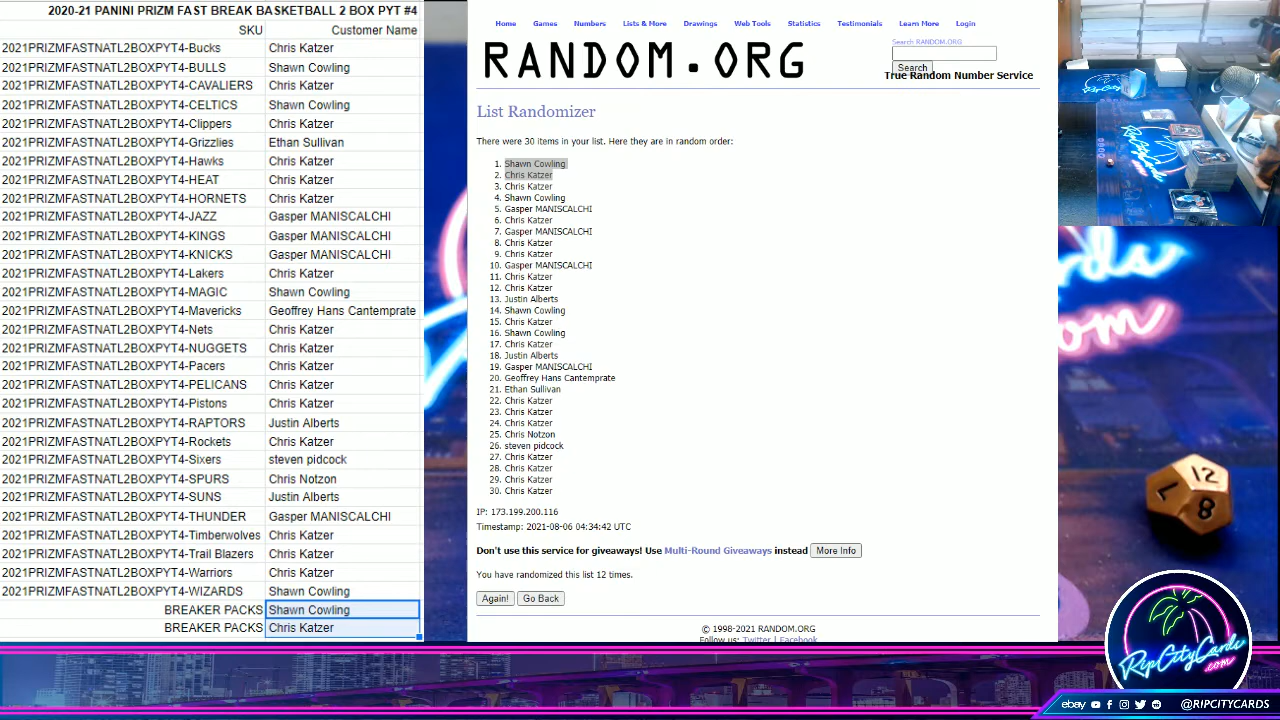 2020-21 PANINI PRIZM FAST BREAK BASKETBALL 2 BOX PYT #4
SKU Customer Name
2021PRIZMFASTNATL2BOXPYT4-Bucks Chris Katzer
2021PRIZMFASTNATL2BOXPYT4-BULLS Shawn Cowling
2021PRIZMFASTNATL2BOXPYT4-CAVALIERS Chris Katzer
2021PRIZMFASTNATL2BOXPYT4-CELTICS Shawn Cowling
2021PRIZMFASTNATL2BOXPYT4-Clippers Chris Katzer
2021PRIZMFASTNATL2BOXPYT4-Grizzlies Ethan Sullivan
2021PRIZMFASTNATL2BOXPYT4-Hawks Chris Katzer
2021PRIZMFASTNATL2BOXPYT4-HEAT Chris Katzer
2021PRIZMFASTNATL2BOXPYT4-HORNETS Chris Katzer
2021PRIZMFASTNATL2BOXPYT4-JAZZ Gasper MANISCALCHI
2021PRIZMFASTNATL2BOXPYT4-KINGS Gasper MANISCALCHI
2021PRIZMFASTNATL2BOXPYT4-KNICKS Gasper MANISCALCHI
2021PRIZMFASTNATL2BOXPYT4-Lakers Chris Katzer
2021PRIZMFASTNATL2BOXPYT4-MAGIC Shawn Cowling
2021PRIZMFASTNATL2BOXPYT4-Mavericks Geoffrey Hans Cantemprate
2021PRIZMFASTNATL2BOXPYT4-Nets Chris Katzer
2021PRIZMFASTNATL2BOXPYT4-NUGGETS Chris Katzer
2021PRIZMFASTNATL2BOXPYT4-Pacers Chris Katzer
2021PRIZMFASTNATL2BOXPYT4-PELICANS Chris Katzer
2021PRIZMFASTNATL2BOXPYT4-Pistons Chris Katzer
2021PRIZMFASTNATL2BOXPYT4-RAPTORS Justin Alberts
2021PRIZMFASTNATL2BOXPYT4-Rockets Chris Katzer
2021PRIZMFASTNATL2BOXPYT4-Sixers steven pidcock
2021PRIZMFASTNATL2BOXPYT4-SPURS Chris Notzon
2021PRIZMFASTNATL2BOXPYT4-SUNS Justin Alberts
2021PRIZMFASTNATL2BOXPYT4-THUNDER Gasper MANISCALCHI
2021PRIZMFASTNATL2BOXPYT4-Timberwolves Chris Katzer
2021PRIZMFASTNATL2BOXPYT4-Trail Blazers Chris Katzer
2021PRIZMFASTNATL2BOXPYT4-Warriors Chris Katzer
2021PRIZMFASTNATL2BOXPYT4-WIZARDS Shawn Cowling
BREAKER PACKS Shawn Cowling
BREAKER PACKS Chris Katzer
Home Games Numbers Lists & More Drawings Web Tools Statistics Testimonials Learn More Login
RANDOM.ORG
Search RANDOM.ORG
Search
True Random Number Service
List Randomizer
There were 30 items in your list. Here they are in random order:
1. Shawn Cowling
2. Chris Katzer
3. Chris Katzer
4. Shawn Cowling
5. Gasper MANISCALCHI
6. Chris Katzer
7. Gasper MANISCALCHI
8. Chris Katzer
9. Chris Katzer
10. Gasper MANISCALCHI
11. Chris Katzer
12. Chris Katzer
13. Justin Alberts
14. Shawn Cowling
15. Chris Katzer
16. Shawn Cowling
17. Chris Katzer
18. Justin Alberts
19. Gasper MANISCALCHI
20. Geoffrey Hans Cantemprate
21. Ethan Sullivan
22. Chris Katzer
23. Chris Katzer
24. Chris Katzer
25. Chris Notzon
26. steven pidcock
27. Chris Katzer
28. Chris Katzer
29. Chris Katzer
30. Chris Katzer
IP: 173.199.200.116
Timestamp: 2021-08-06 04:34:42 UTC
Don't use this service for giveaways! Use Multi-Round Giveaways instead More Info
You have randomized this list 12 times.
Again! Go Back
© 1998-2021 RANDOM.ORG
Follow us: Twitter | Facebook
12
7 8
RipCityCards
.com
ebay @RIPCITYCARDS